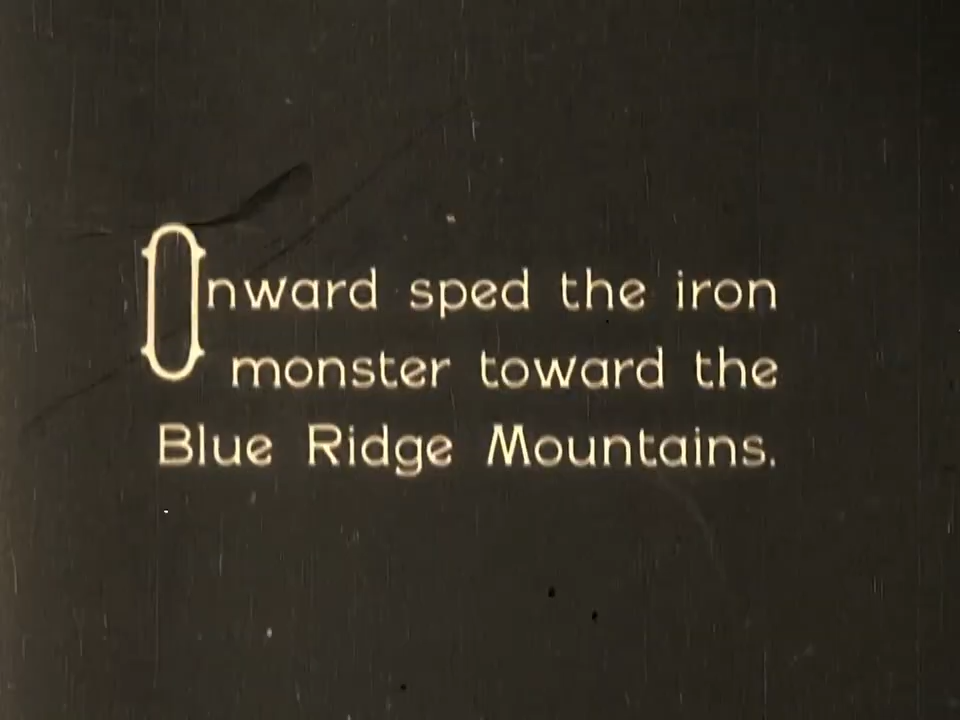 Onward sped the iron
monster toward the
Blue Ridge Mountains.